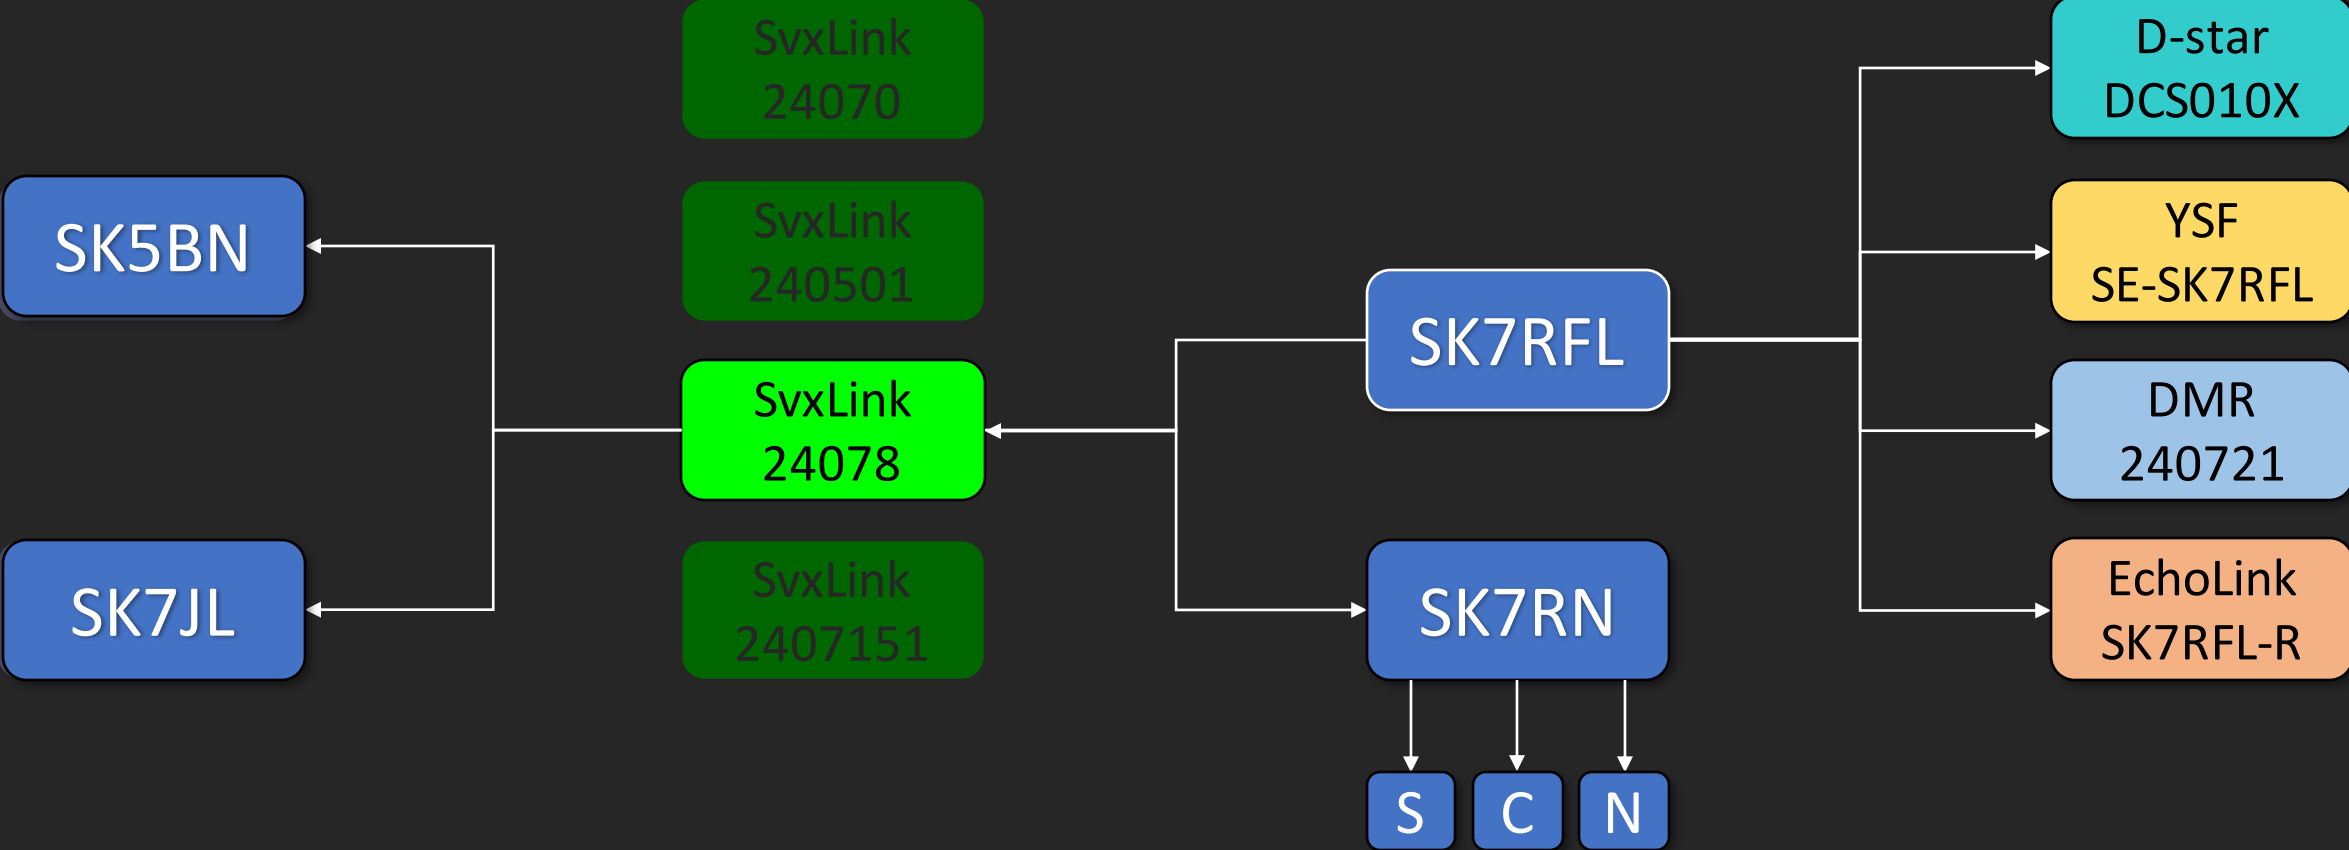 SK5BN
SK7JL
SvxLink
24070
SvxLink
240501
SvxLink
24078
SvxLink
2407151
SK7RFL
SK7RN
S
C
N
D-star
DCS010X
YSF
SE-SK7RFL
DMR
240721
EchoLink
SK7RFL-R